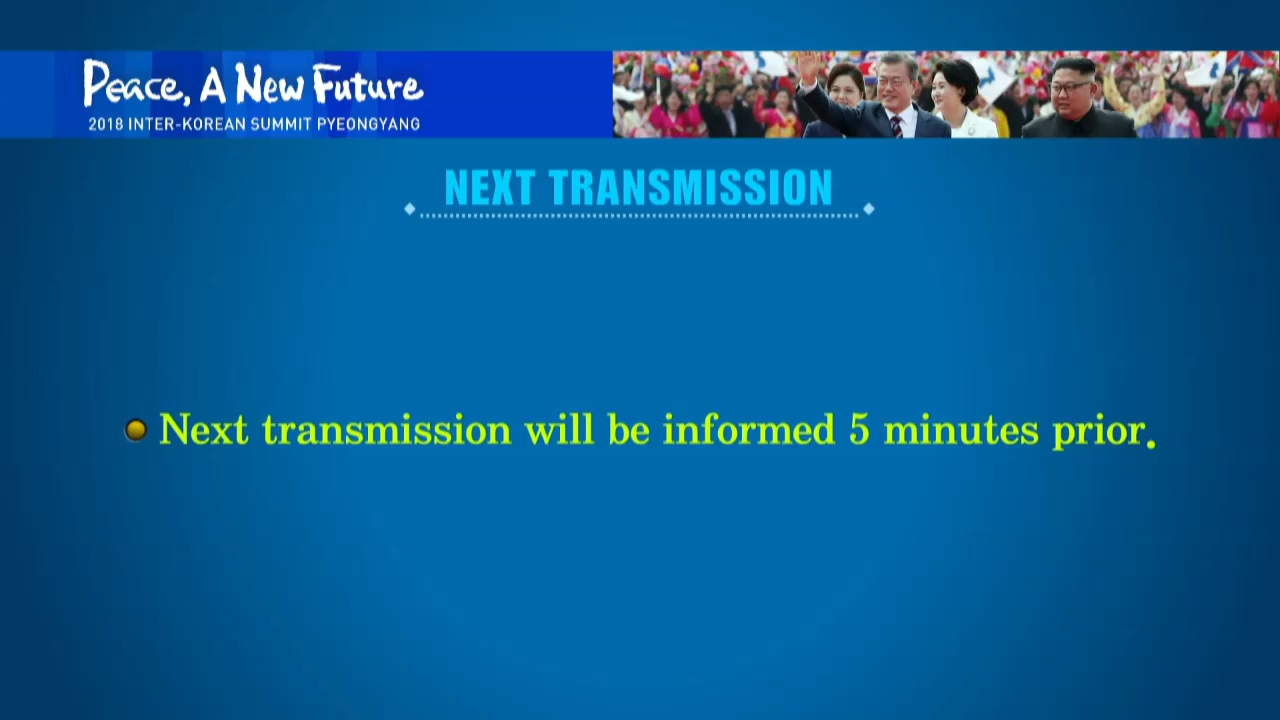 Peace, A New Future
2018 INTER-KOREAN SUMMIT PYEONGYANG
NEXT TRANSMISSION
Next transmission will be informed 5 minutes prior.